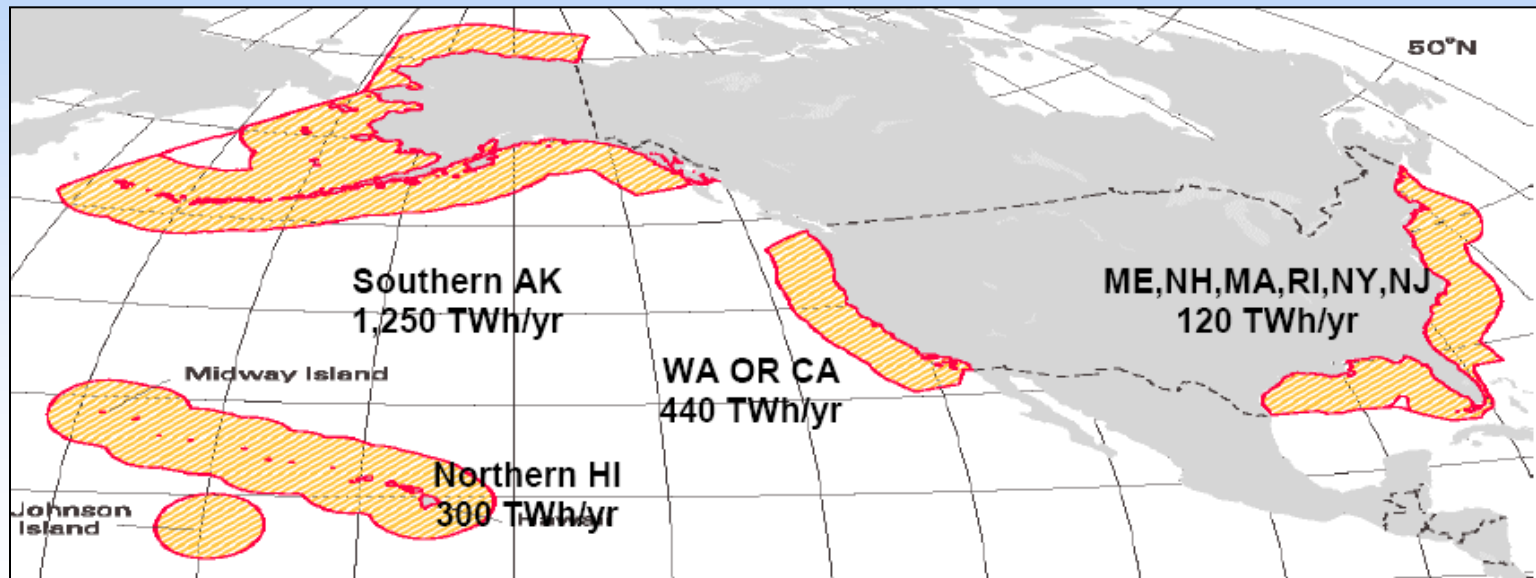 50°N
Southern AK
1,250 TWh/yr
ME,NH,MA,RI,NY,NJ
120 TWh/yr
WA OR CA
440 TWh/yr
Midway Island
Northern HI
300 TWh/yr
Johnson
Island